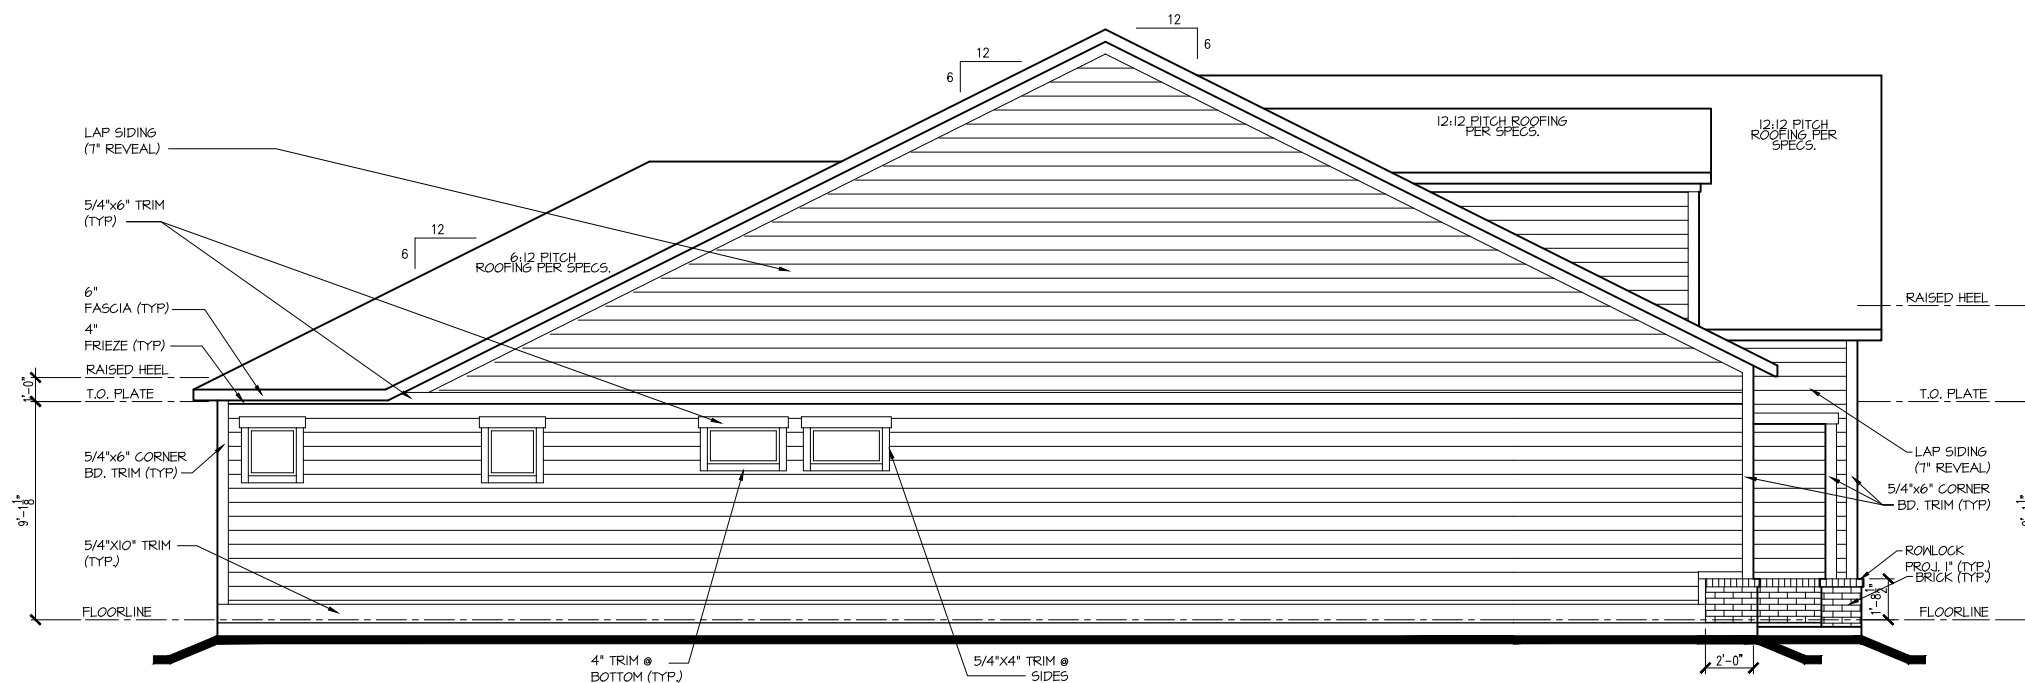 12
6
12
6
LAP SIDING
(7" REVEAL)
12:12 PITCH ROOFING
PER SPECS.
12:12 PITCH
ROOFING PER
SPECS.
5/4"x6" TRIM
(TYP)
12
6
6:12 PITCH
ROOFING PER SPECS.
6"
FASCIA (TYP)
4"
FRIEZE (TYP)
RAISED HEEL
T.O. PLATE
1'-0"
RAISED HEEL
T.O. PLATE
5/4"x6" CORNER
BD. TRIM (TYP)
9'-1 1/8"
LAP SIDING
(7" REVEAL)
5/4"x6" CORNER
BD. TRIM (TYP)
5/4"X10" TRIM
(TYP.)
ROWLOCK
PROJ. 1" (TYP.)
BRICK (TYP.)
1'-8 1/2"
FLOORLINE
FLOORLINE
4" TRIM @
BOTTOM (TYP.)
5/4"X4" TRIM @
SIDES
2'-0"